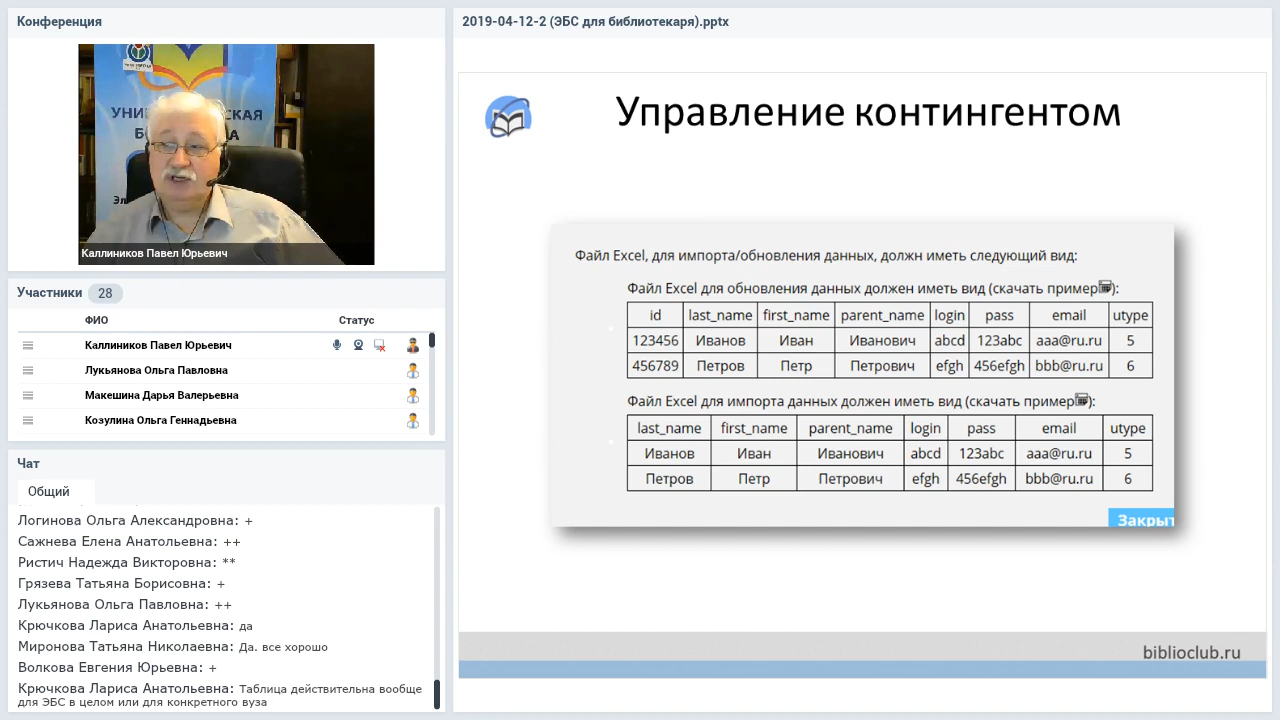 Конференция
УНИ
СКАЯ
Б
А
Эл
Каллиников Павел Юрьевич
Участники 28
ФИО Статус
Каллиников Павел Юрьевич
Лукьянова Ольга Павловна
Макешина Дарья Валерьевна
Козулина Ольга Геннадьевна
Чат
Общий
Логинова Ольга Александровна: +
Сажнева Елена Анатольевна: ++
Ристич Надежда Викторовна: **
Грязева Татьяна Борисовна: +
Лукьянова Ольга Павловна: ++
Крючкова Лариса Анатольевна: да
Миронова Татьяна Николаевна: Да. все хорошо
Волкова Евгения Юрьевна: +
Крючкова Лариса Анатольевна: Таблица действительна вообще
для ЭБС в целом или для конкретного вуза
2019-04-12-2 (ЭБС для библиотекаря).pptx
Управление контингентом
Файл Excel, для импорта/обновления данных, должн иметь следующий вид:
Файл Excel для обновления данных должен иметь вид (скачать пример):
id last_name first_name parent_name login pass email utype
123456 Иванов Иван Иванович abcd 123abc aaa@ru.ru 5
456789 Петров Петр Петрович efgh 456efgh bbb@ru.ru 6
Файл Excel для импорта данных должен иметь вид (скачать пример):
last_name first_name parent_name login pass email utype
Иванов Иван Иванович abcd 123abc aaa@ru.ru 5
Петров Петр Петрович efgh 456efgh bbb@ru.ru 6
Закрыт
biblioclub.ru